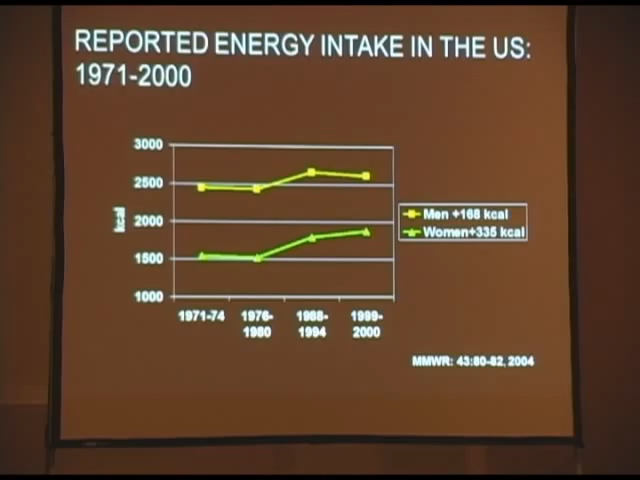 REPORTED ENERGY INTAKE IN THE US:
1971-2000
3000
2500
2000
1500
1000
kcal
1971-74
1976-
1980
1988-
1994
1999-
2000
Men +168 kcal
Women+335 kcal
MMWR: 43:80-82, 2004